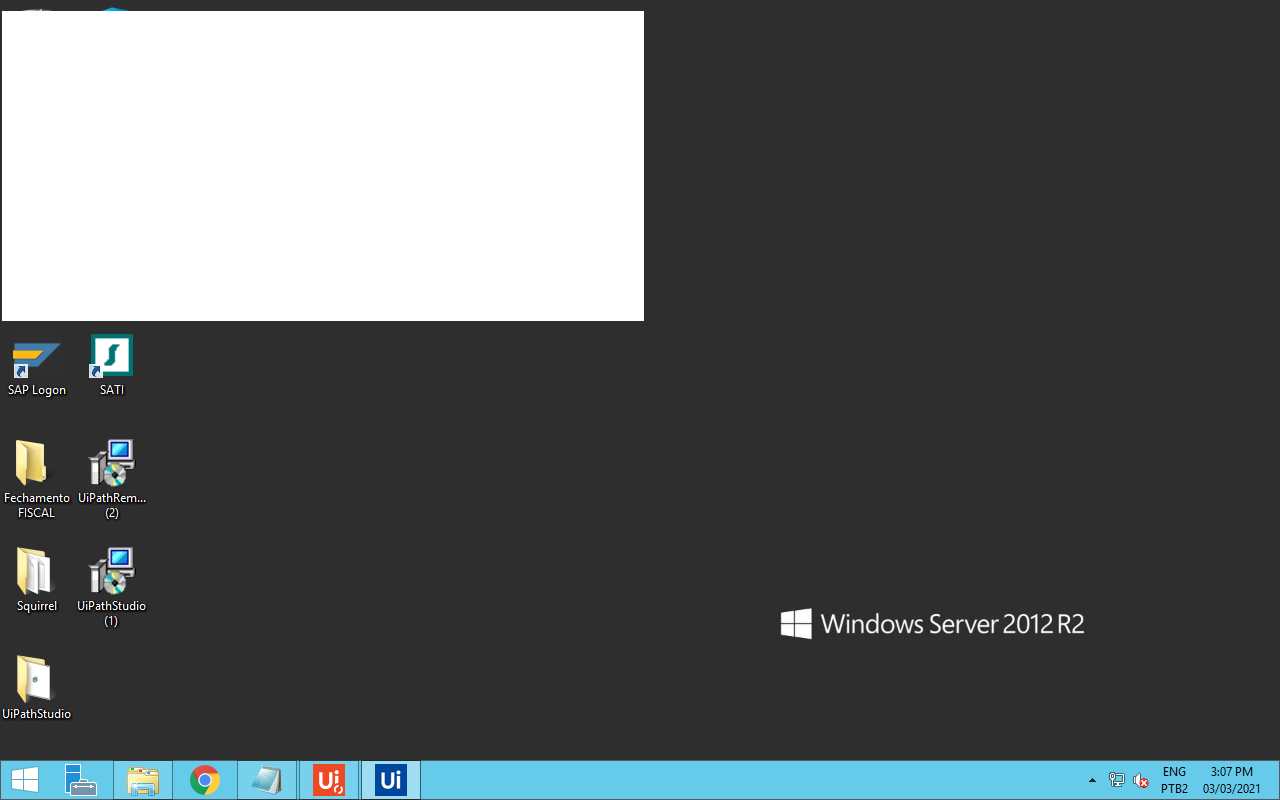 SAP Logon
SATI
Fechamento
FISCAL
UiPathRem...
(2)
Squirrel
UiPathStudio
(1)
UiPathStudio
Windows Server 2012 R2
Ui
Ui
ENG
PTB2
3:07 PM
03/03/2021